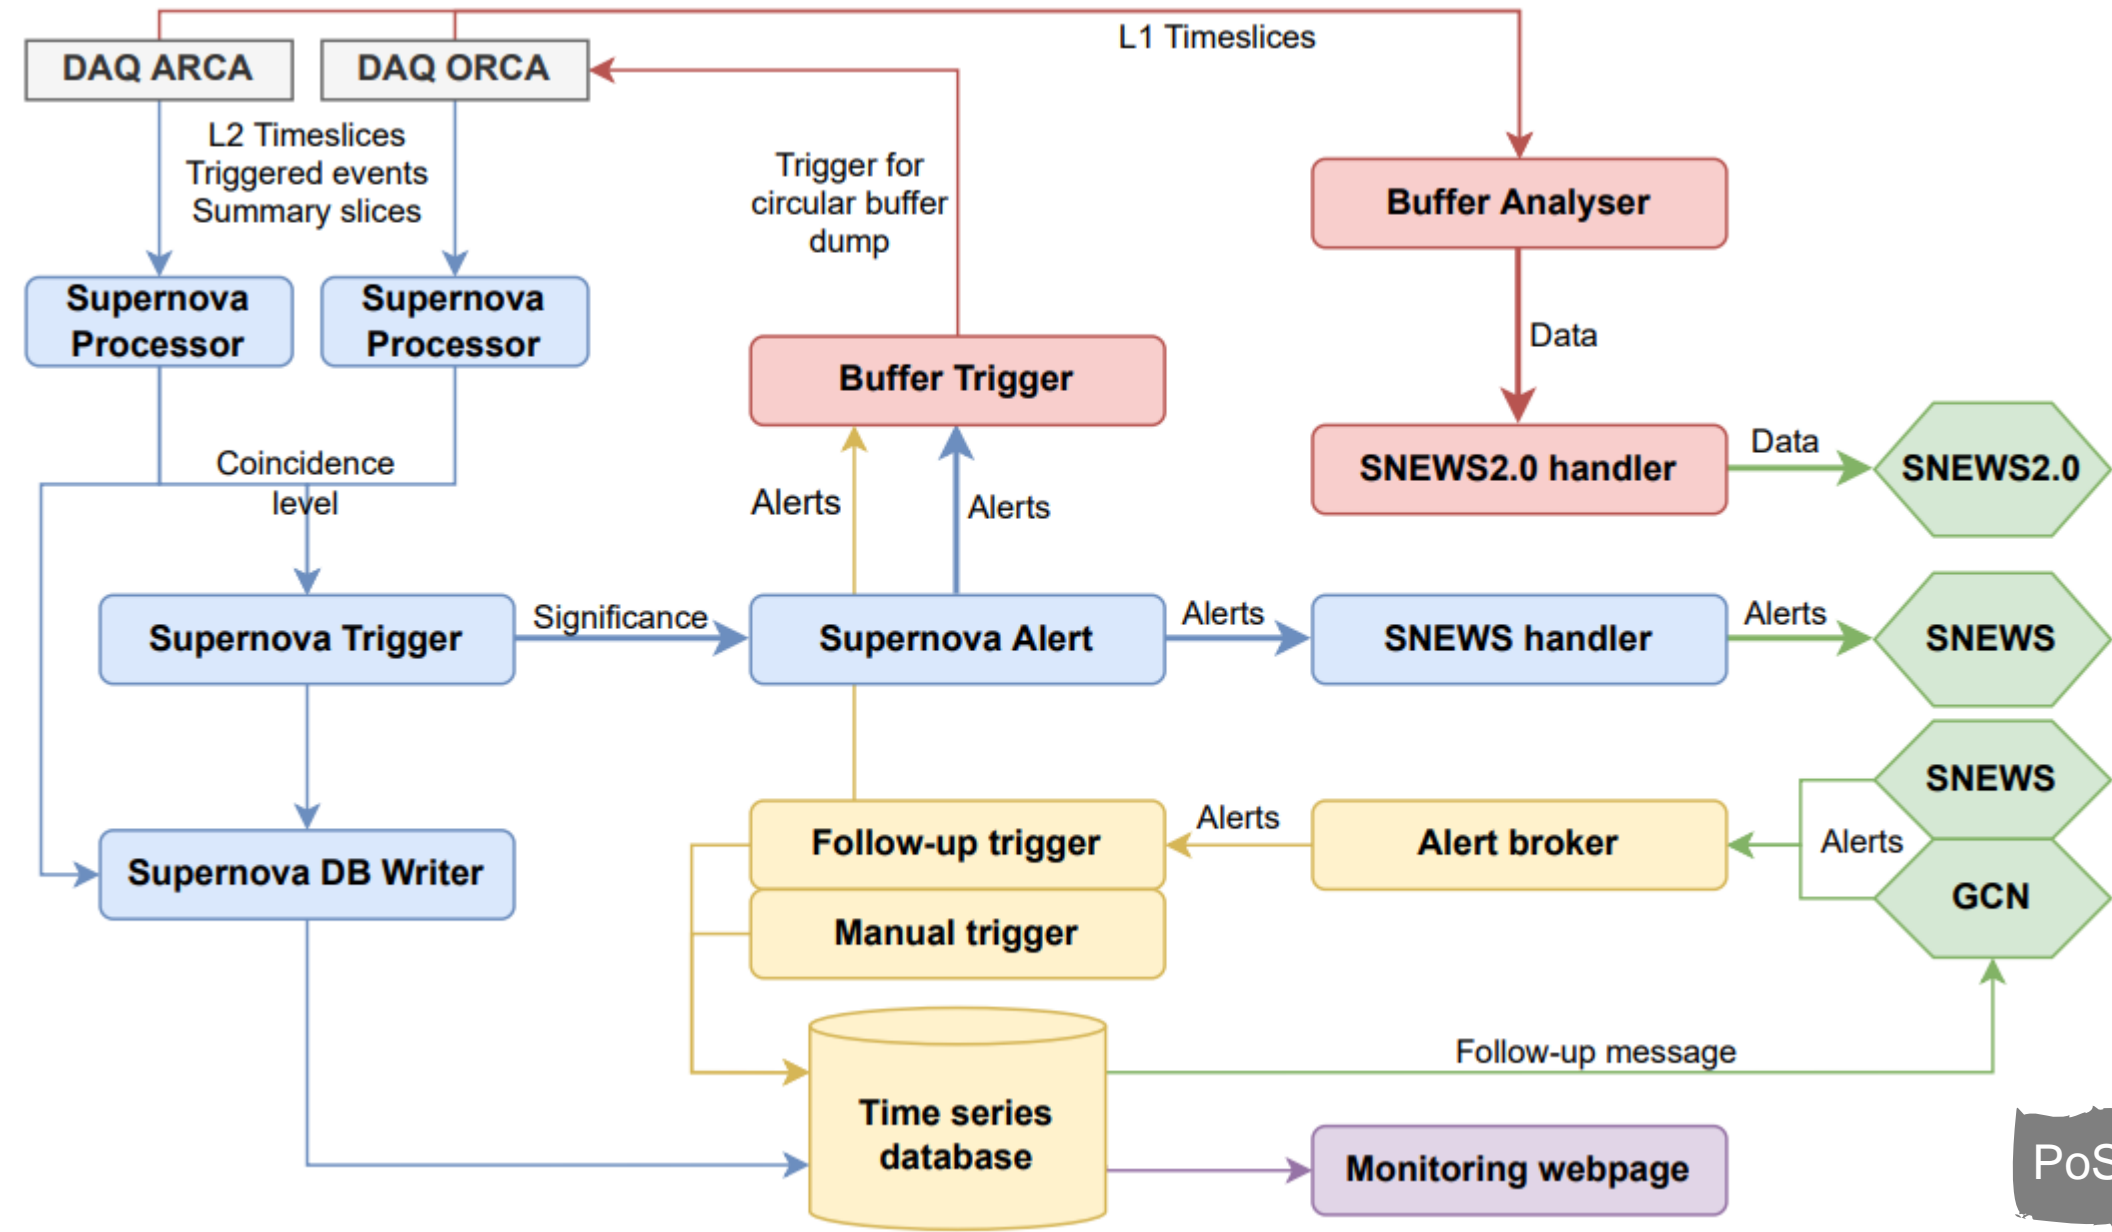 L1 Timeslices
DAQ ARCA
DAQ ORCA
L2 Timeslices
Triggered events
Summary slices
Trigger for
circular buffer
dump
Buffer Analyser
Supernova
Processor
Supernova
Processor
Data
Buffer Trigger
Coincidence
level
Alerts
Alerts
SNEWS2.0 handler
Data
SNEWS2.0
Supernova Trigger
Significance
Supernova Alert
Alerts
SNEWS handler
Alerts
SNEWS
SNEWS
Alerts
GCN
Alert broker
Alerts
Follow-up trigger
Manual trigger
Supernova DB Writer
Time series
database
Follow-up message
Monitoring webpage
PoS